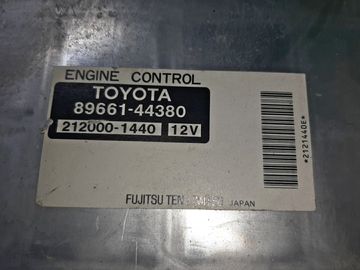 ENGINE CONTROL
TOYOTA
89661-44380
212000-1440 12V
*2121440E*
FUJITSU TEN
JAPAN